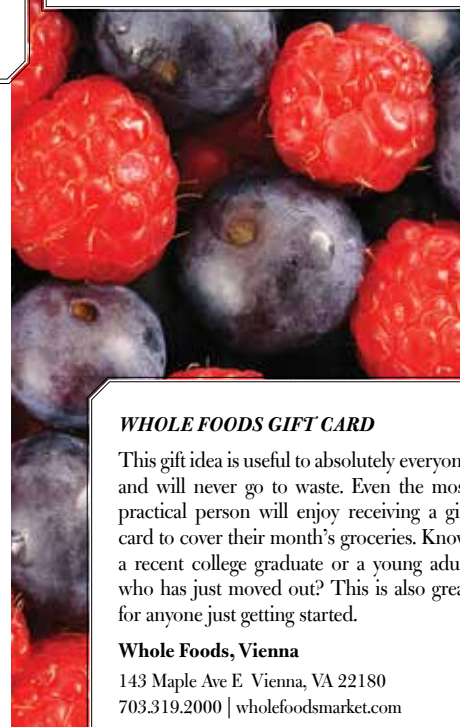 WHOLE FOODS GIFT CARD
This gift idea is useful to absolutely everyon
and will never go to waste. Even the mos
practical person will enjoy receiving a gi
card to cover their month's groceries. Know
a recent college graduate or a young adu
who has just moved out? This is also grea
for anyone just getting started.
Whole Foods, Vienna
143 Maple Ave E Vienna, VA 22180
703.319.2000 | wholefoodsmarket.com